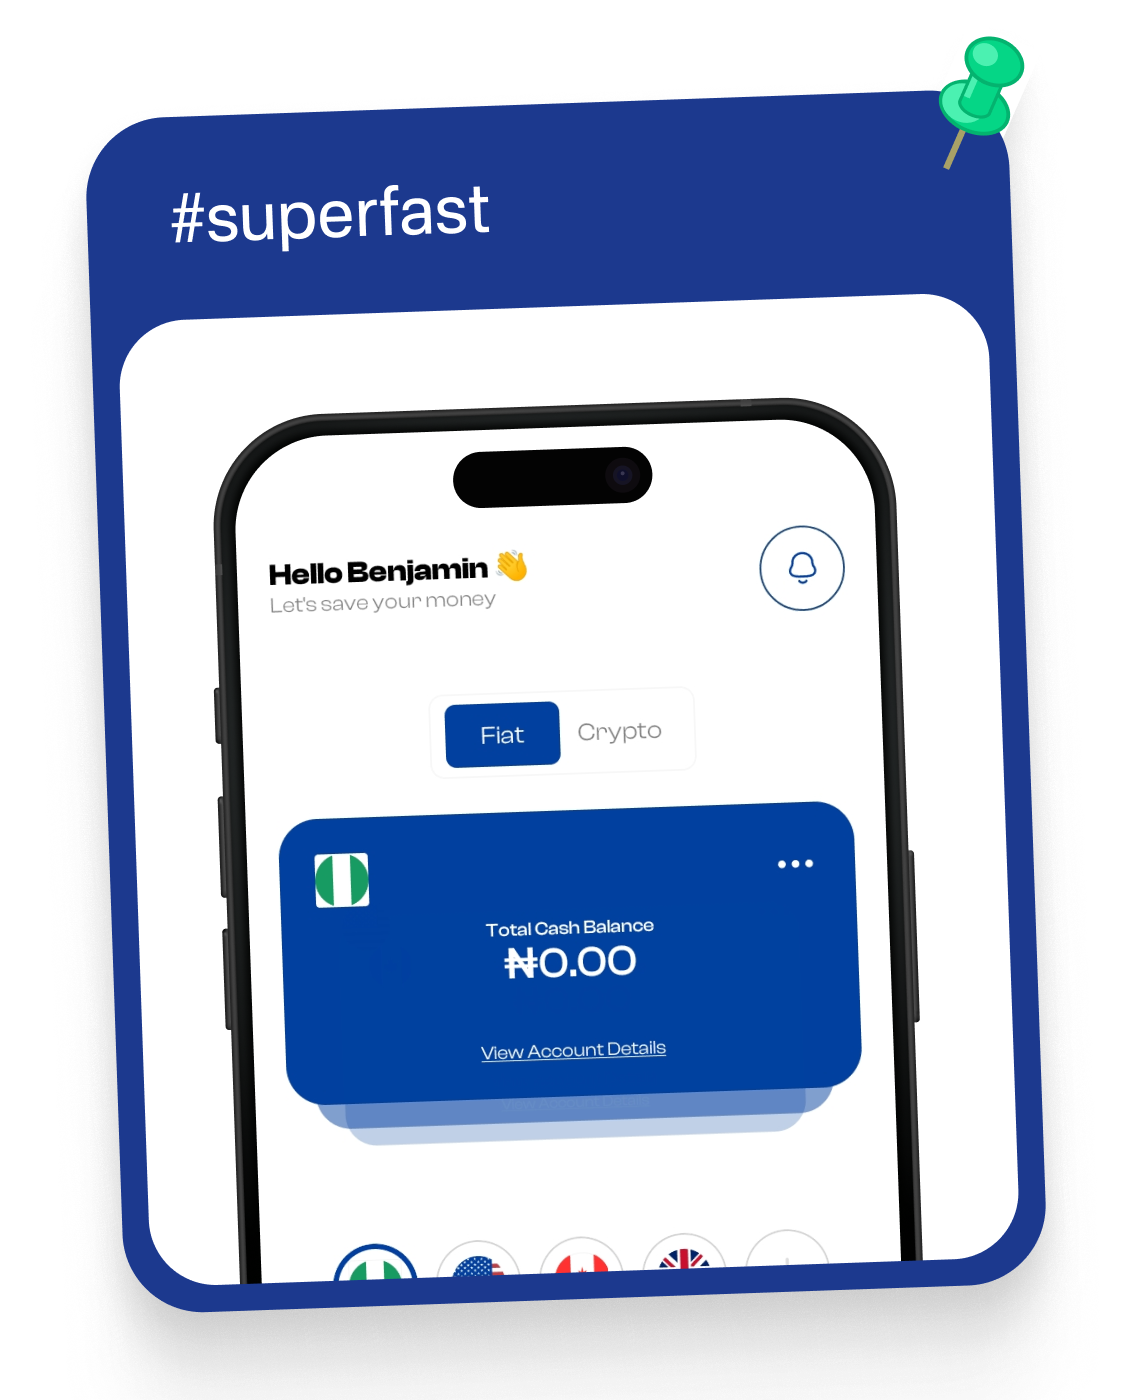 #superfast
Hello Benjamin 👋
Let's save your money
Fiat
Crypto
Total Cash Balance
₦0.00
View Account Details